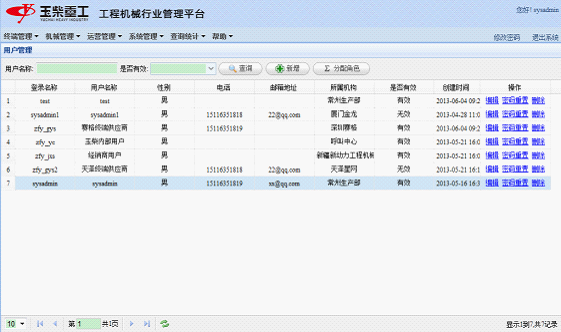 玉柴重工 工程机械行业管理平台
YUCHAI HEAVY INDUSTRY
您好! sysadmin
终端管理 机械管理 运营管理 系统管理 查询统计 帮助 修改密码 退出系统
用户管理
用户名称: 是否有效: 查询 新增 分配角色
登录名称 用户名称 性别 电话 邮箱地址 所属机构 是否有效 创建时间 操作
1 test test 男 常州生产部 有效 2013-06-04 09:2 编辑 密码重置 删除
2 sysadmin1 sysadmin1 男 15116351818 22@qq.com 厦门金龙 无效 2013-04-28 11:0 编辑 密码重置 删除
3 zfy_gys 赛格终端供应商 男 15116351819 深圳赛格 有效 2013-06-04 09:2 编辑 密码重置 删除
4 zfy_yc 玉柴内部用户 男 呼叫中心 有效 2013-05-21 16:0 编辑 密码重置 删除
5 zfy_jxs 经销商用户 男 新疆新动力工程机械 有效 2013-05-21 16:0 编辑 密码重置 删除
6 zfy_gys2 天泽终端供应商 男 15116351818 22@qq.com 天泽星网 无效 2013-05-21 16:1 编辑 密码重置 删除
7 sysadmin sysadmin 男 15116351819 ss@qq.com 常州生产部 有效 2013-05-16 16:3 编辑 密码重置 删除
10 第 1 共1页 显示1到7,共7记录